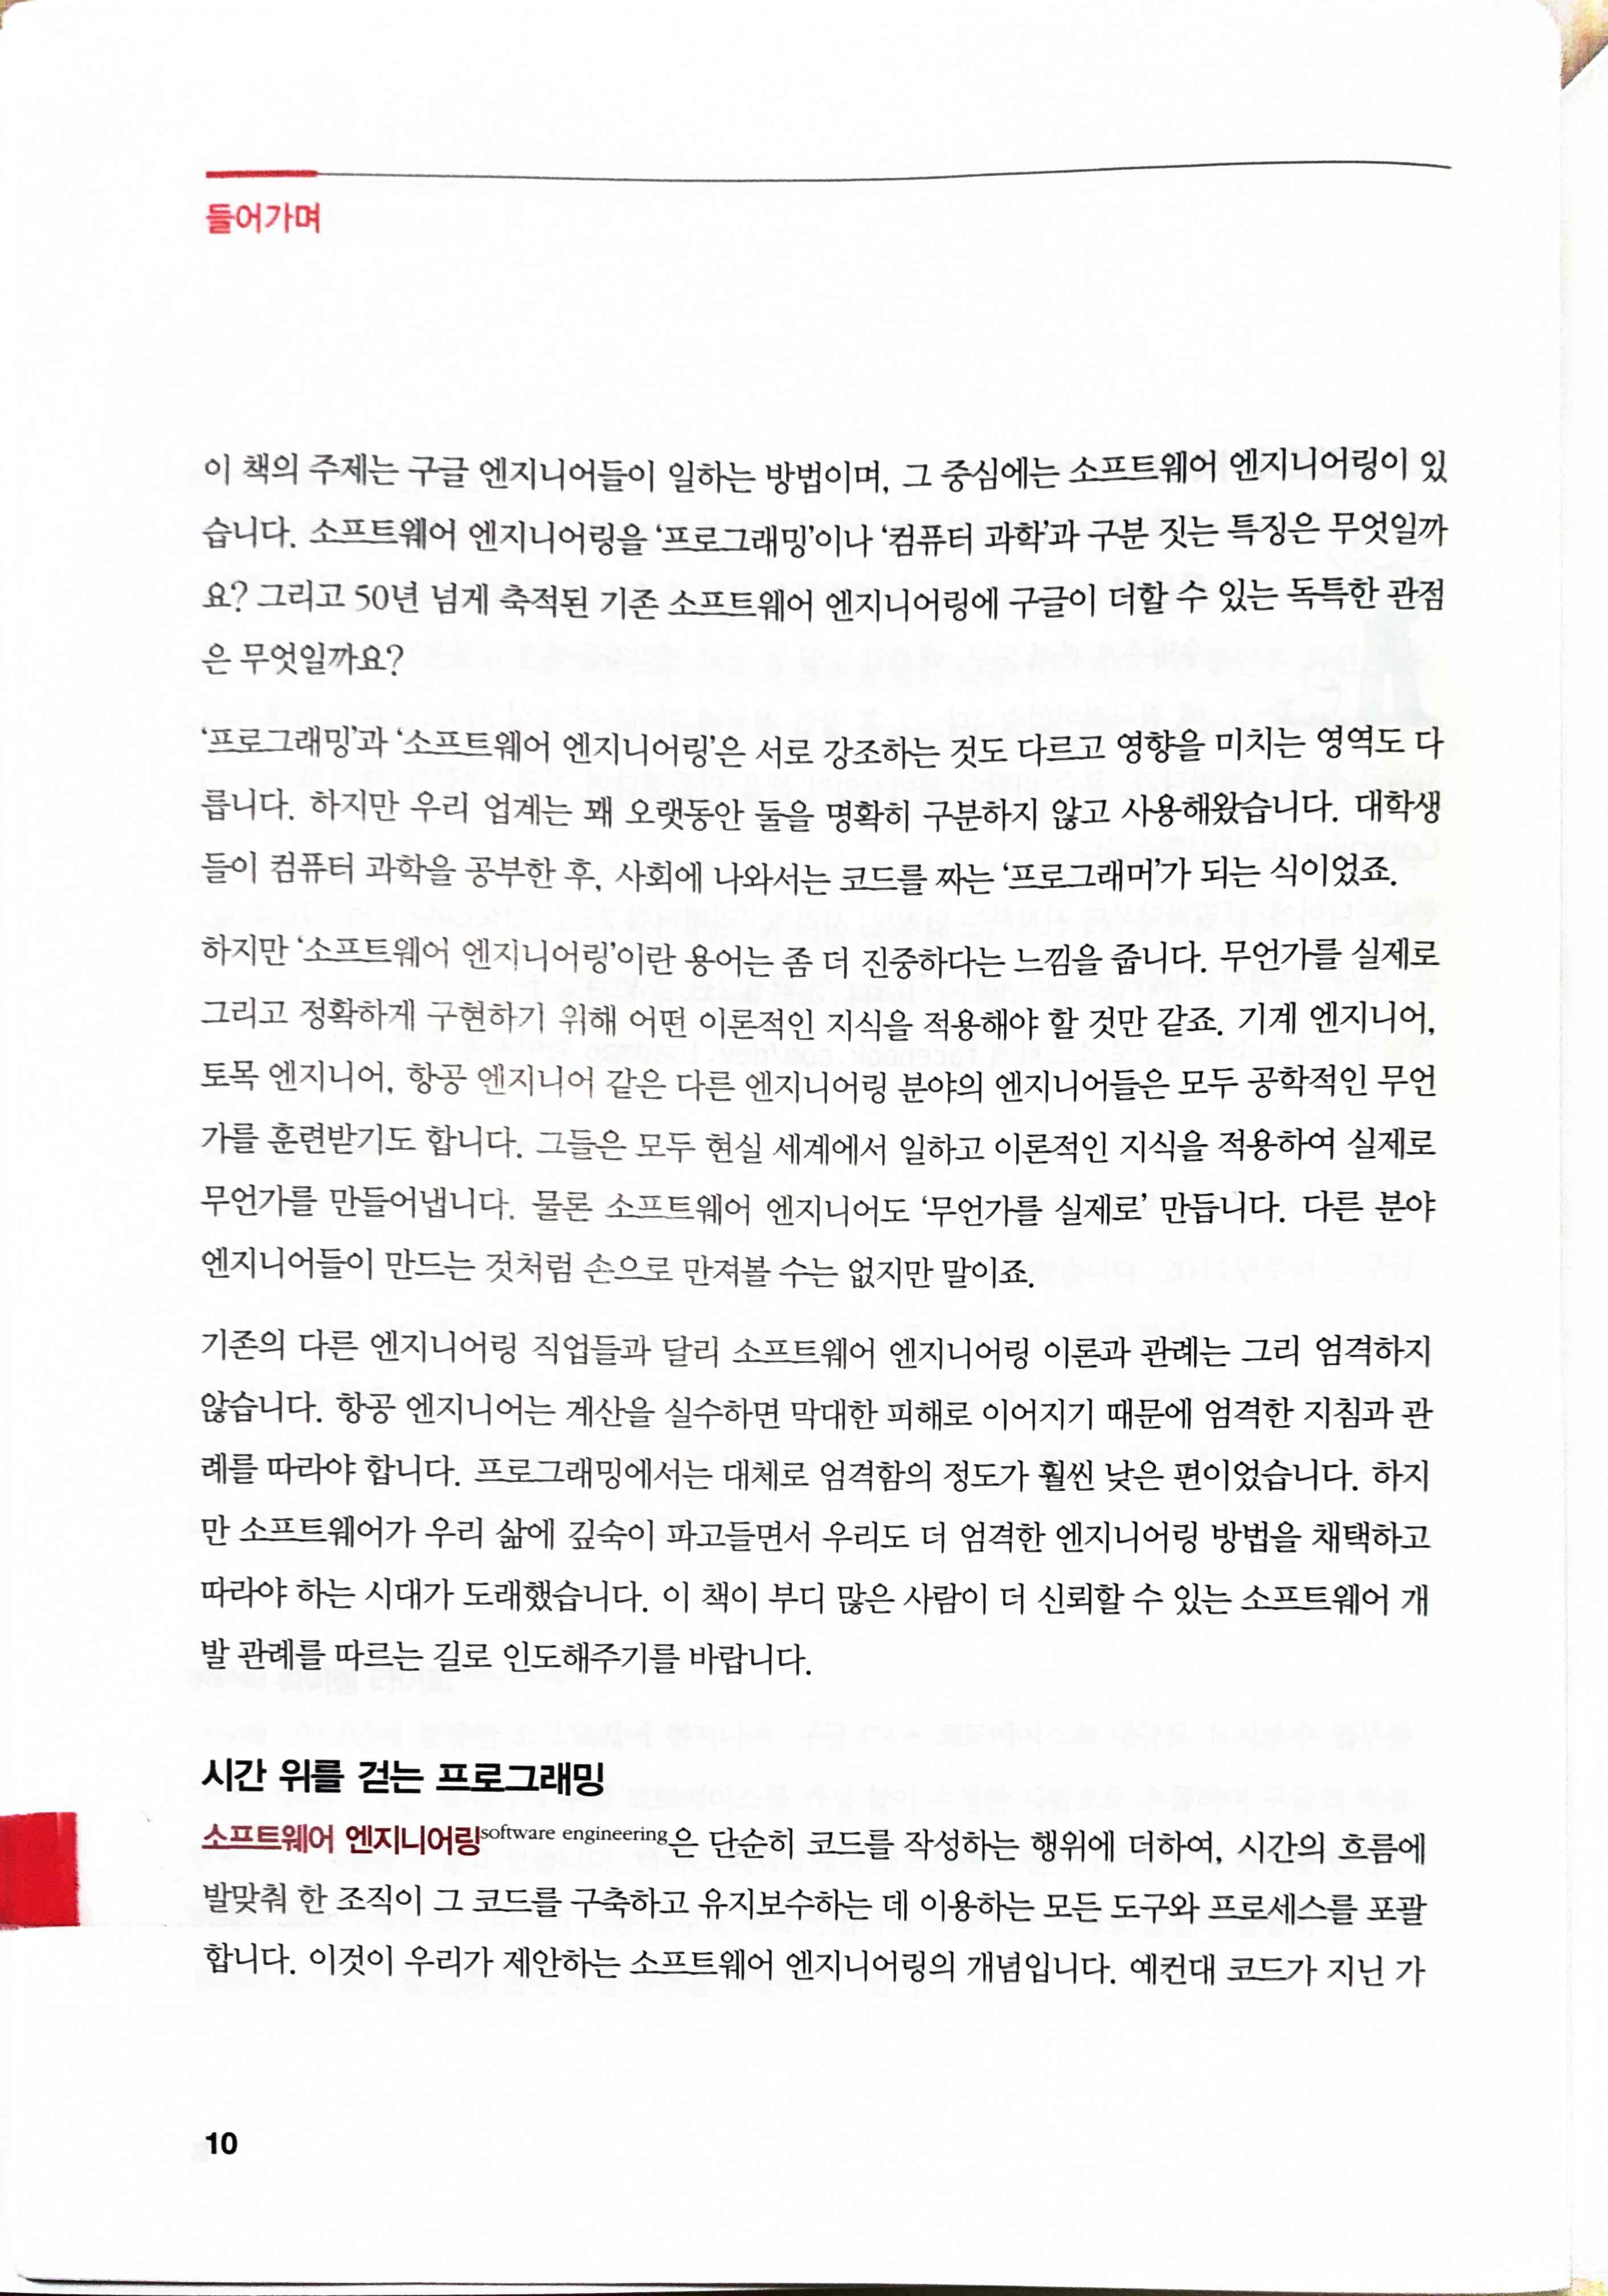 들어가며
이 책의 주제는 구글 엔지니어들이 일하는 방법이며, 그 중심에는 소프트웨어 엔지니어링이 있
습니다. 소프트웨어 엔지니어링을 ‘프로그래밍’이나 ‘컴퓨터 과학’과 구분 짓는 특징은 무엇일까
요? 그리고 50년 넘게 축적된 기존 소프트웨어 엔지니어링에 구글이 더할 수 있는 독특한 관점
은 무엇일까요?
‘프로그래밍’과 ‘소프트웨어 엔지니어링’은 서로 강조하는 것도 다르고 영향을 미치는 영역도 다
릅니다. 하지만 우리 업계는 꽤 오랫동안 둘을 명확히 구분하지 않고 사용해왔습니다. 대학생
들이 컴퓨터 과학을 공부한 후, 사회에 나와서는 코드를 짜는 ‘프로그래머’가 되는 식이었죠.
하지만 ‘소프트웨어 엔지니어링’이란 용어는 좀 더 진중하다는 느낌을 줍니다. 무언가를 실제로
그리고 정확하게 구현하기 위해 어떤 이론적인 지식을 적용해야 할 것만 같죠. 기계 엔지니어,
토목 엔지니어, 항공 엔지니어 같은 다른 엔지니어링 분야의 엔지니어들은 모두 공학적인 무언
가를 훈련받기도 합니다. 그들은 모두 현실 세계에서 일하고 이론적인 지식을 적용하여 실제로
무언가를 만들어냅니다. 물론 소프트웨어 엔지니어도 ‘무언가를 실제로’ 만듭니다. 다른 분야
엔지니어들이 만드는 것처럼 손으로 만져볼 수는 없지만 말이죠.
기존의 다른 엔지니어링 직업들과 달리 소프트웨어 엔지니어링 이론과 관례는 그리 엄격하지
않습니다. 항공 엔지니어는 계산을 실수하면 막대한 피해로 이어지기 때문에 엄격한 지침과 관
례를 따라야 합니다. 프로그래밍에서는 대체로 엄격함의 정도가 훨씬 낮은 편이었습니다. 하지
만 소프트웨어가 우리 삶에 깊숙이 파고들면서 우리도 더 엄격한 엔지니어링 방법을 채택하고
따라야 하는 시대가 도래했습니다. 이 책이 부디 많은 사람이 더 신뢰할 수 있는 소프트웨어 개
발 관례를 따르는 길로 인도해주기를 바랍니다.
시간 위를 걷는 프로그래밍
소프트웨어 엔지니어링software engineering은 단순히 코드를 작성하는 행위에 더하여, 시간의 흐름에
발맞춰 한 조직이 그 코드를 구축하고 유지보수하는 데 이용하는 모든 도구와 프로세스를 포괄
합니다. 이것이 우리가 제안하는 소프트웨어 엔지니어링의 개념입니다. 예컨대 코드가 지닌 가
10